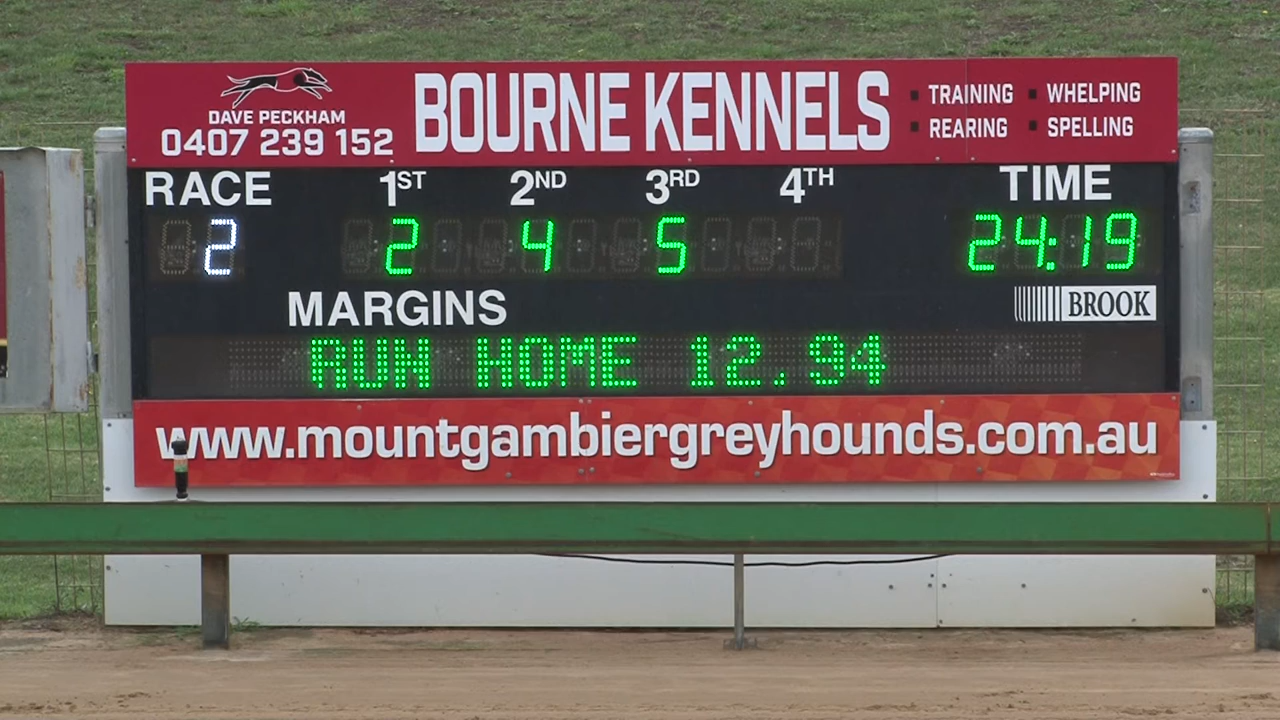 DAVE PECKHAM
0407 239 152
BOURNE KENNELS
TRAINING
WHELPING
REARING
SPELLING
RACE 1ST 2ND 3RD 4TH TIME
2 2 4 5 24:19
MARGINS
BROOK
RUN HOME 12.94
www.mountgambiergreyhounds.com.au